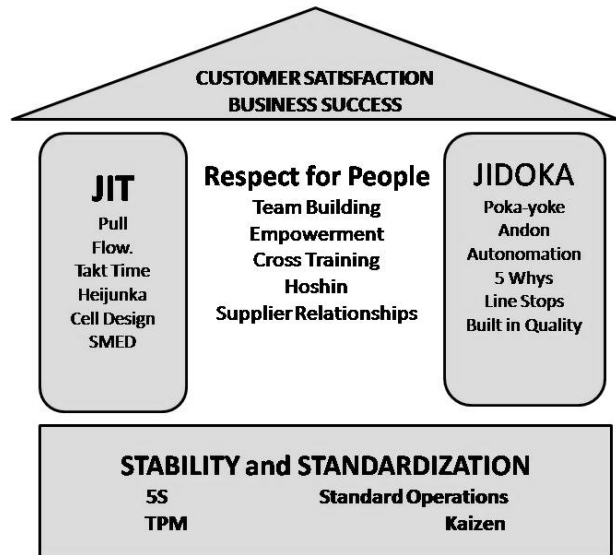 CUSTOMER SATISFACTION
BUSINESS SUCCESS
JIT
Pull
Flow.
Takt Time
Heijunka
Cell Design
SMED
Respect for People
Team Building
Empowerment
Cross Training
Hoshin
Supplier Relationships
JIDOKA
Poka-yoke
Andon
Autonomation
5 Whys
Line Stops
Built in Quality
STABILITY and STANDARDIZATION
5S Standard Operations
TPM Kaizen